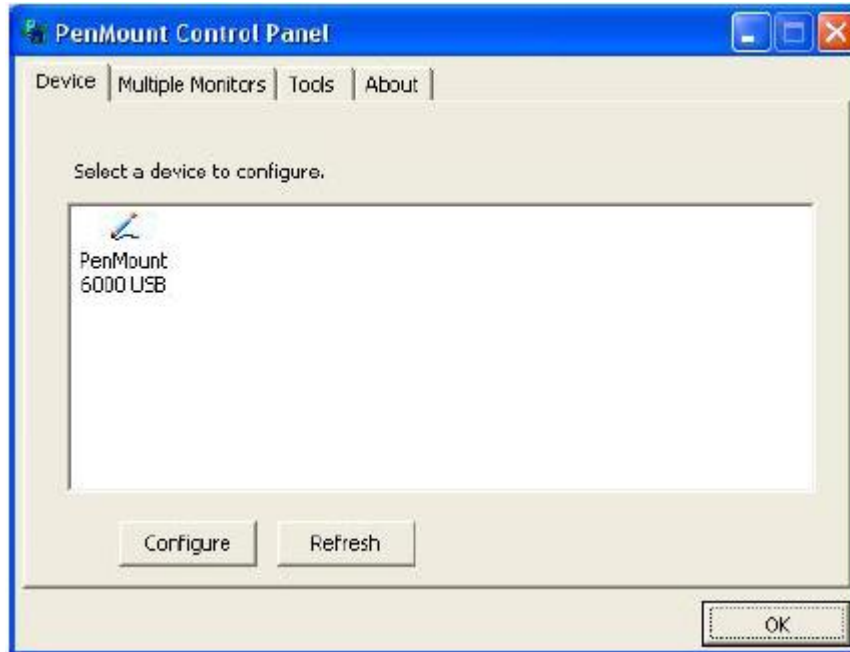 PenMount Control Panel
Device Multiple Monitors Tools About
Select a device to configure.
PenMount
6000 USB
Configure Refresh
OK